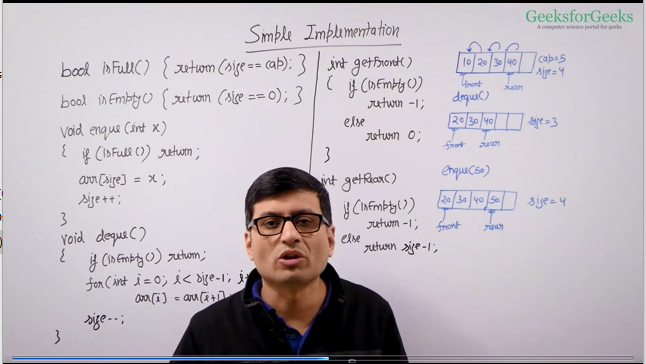 GeeksforGeeks
A computer science portal for geeks
Simple Implementation
bool isFull() { return (size == cap); }
bool isEmpty() { return (size == 0); }
void enque (int x)
{ if (isFull()) return;
arr[size] = x;
size++;
}
void deque()
{ if (isEmpty()) return;
for (int i=0; i < size-1; i+
arr[i] = arr[i+1];
size--;
}
int getFront()
{ if (isEmpty())
return -1;
else
return 0;
}
int getRear()
if (isEmpty())
return -1;
else
return size-1;
10 20 30 40
cap=5
size=4
front rear
deque()
20 30 40
size=3
front rear
enque(50)
20 30 40 50
size=4
front rear